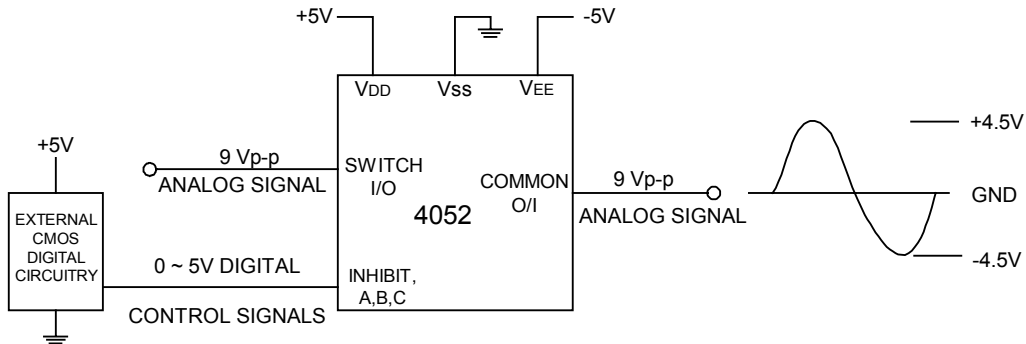 +5V
-5V
VDD
Vss
VEE
+4.5V
+5V
9 Vp-p
ANALOG SIGNAL
SWITCH
I/O
COMMON
O/I
9 Vp-p
ANALOG SIGNAL
GND
4052
EXTERNAL
CMOS
DIGITAL
CIRCUITRY
0 ~ 5V DIGITAL
CONTROL SIGNALS
INHIBIT,
A,B,C
-4.5V